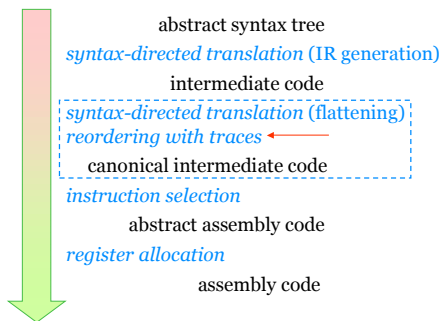 abstract syntax tree
syntax-directed translation (IR generation)
intermediate code
syntax-directed translation (flattening)
reordering with traces
canonical intermediate code
instruction selection
abstract assembly code
register allocation
assembly code